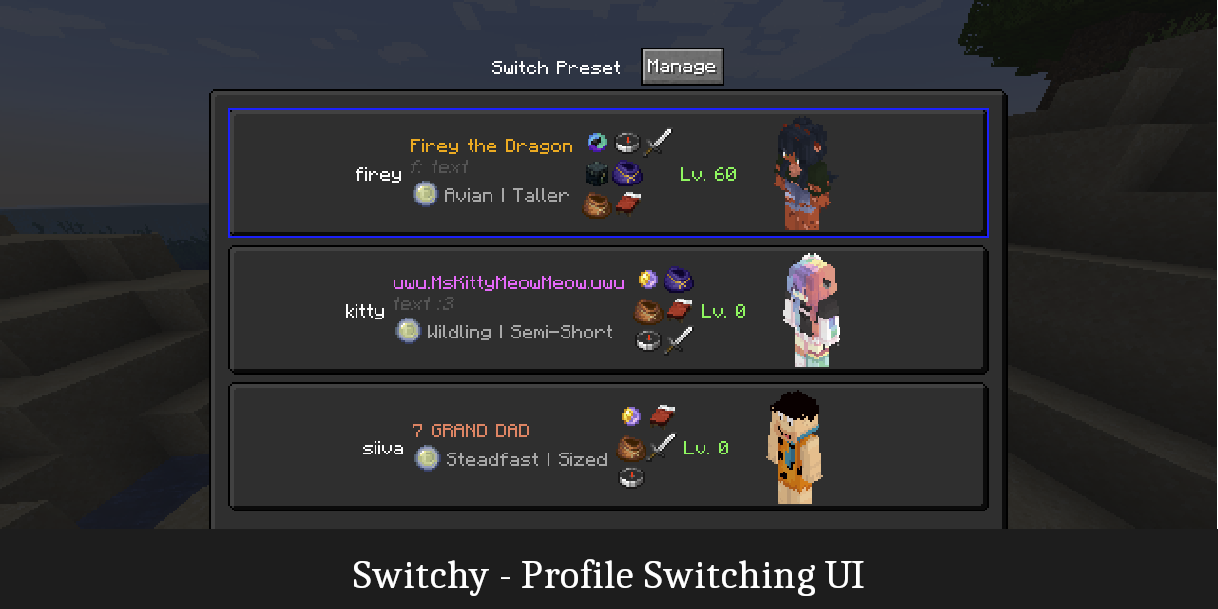 Switch Preset Manage
Firey the Dragon
f: text
firey
Avian | Taller
Lv. 60
uwu.MsKittyMeowMeow.uwu
text :3
kitty
Wildling | Semi-Short
Lv. 0
7 GRAND DAD
siiva
Steadfast | Sized
Lv. 0
Switchy - Profile Switching UI